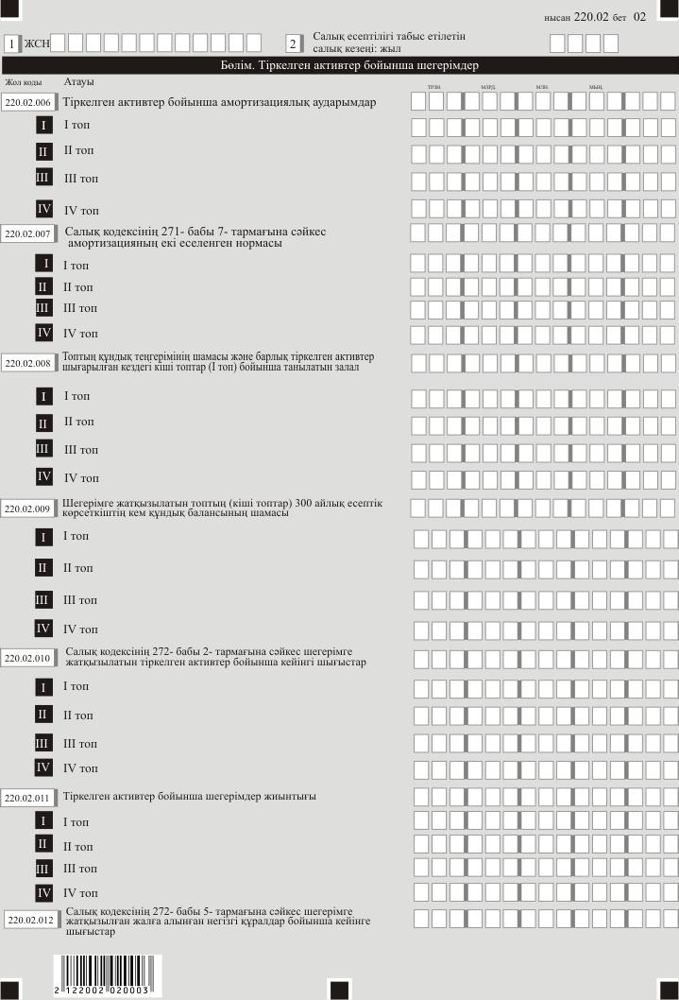 нысан 220.02 бет 02
1 ЖСН 2 Салық есептілігі табыс етілетін
салық кезеңі: жыл
Бөлім. Тіркелген активтер бойынша шегерімдер
Жол коды Атауы
ТРЛН. МЛРД. МЛН. МЫҢ.
220.02.006 Тіркелген активтер бойынша амортизациялық аударымдар
I I топ
II II топ
III III топ
IV IV топ
220.02.007 Салық кодексінің 271- бабы 7- тармағына сәйкес
амортизацияның екі еселенген нормасы
I I топ
II II топ
III III топ
IV IV топ
220.02.008 Топтың құндық теңгерімінің шамасы және барлық тіркелген активтер
шығарылған кездегі кіші топтар (I топ) бойынша танылатын залал
I I топ
II II топ
III III топ
IV IV топ
220.02.009 Шегерімге жатқызылатын топтың (кіші топтар) 300 айлық есептік
көрсеткіштің кем құндық балансының шамасы
I I топ
II II топ
III III топ
IV IV топ
220.02.010 Салық кодексінің 272- бабы 2- тармағына сәйкес шегерімге
жатқызылатын тіркелген активтер бойынша кейінгі шығыстар
I I топ
II II топ
III III топ
IV IV топ
220.02.011 Тіркелген активтер бойынша шегерімдер жиынтығы
I I топ
II II топ
III III топ
IV IV топ
220.02.012 Салық кодексінің 272- бабы 5- тармағына сәйкес шегерімге
жатқызылған жалға алынған негізгі құралдар бойынша кейінге
шығыстар
2 122002 020003